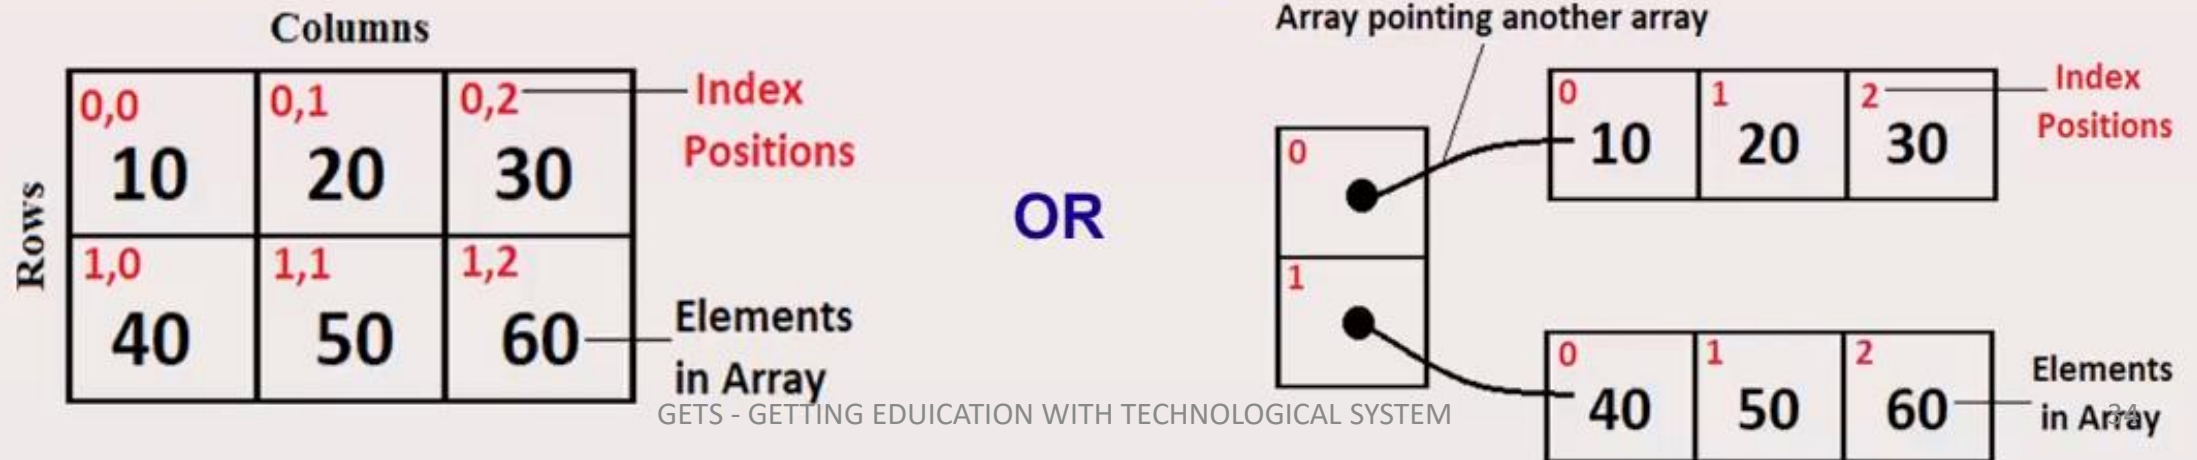 Columns
Rows
0,0 0,1 0,2
10 20 30
1,0 1,1 1,2
40 50 60
Index
Positions
Elements
in Array
OR
Array pointing another array
0
1
0 1 2
10 20 30
Index
Positions
0 1 2
40 50 60
Elements
in Array
GETS - GETTING EDUICATION WITH TECHNOLOGICAL SYSTEM
34